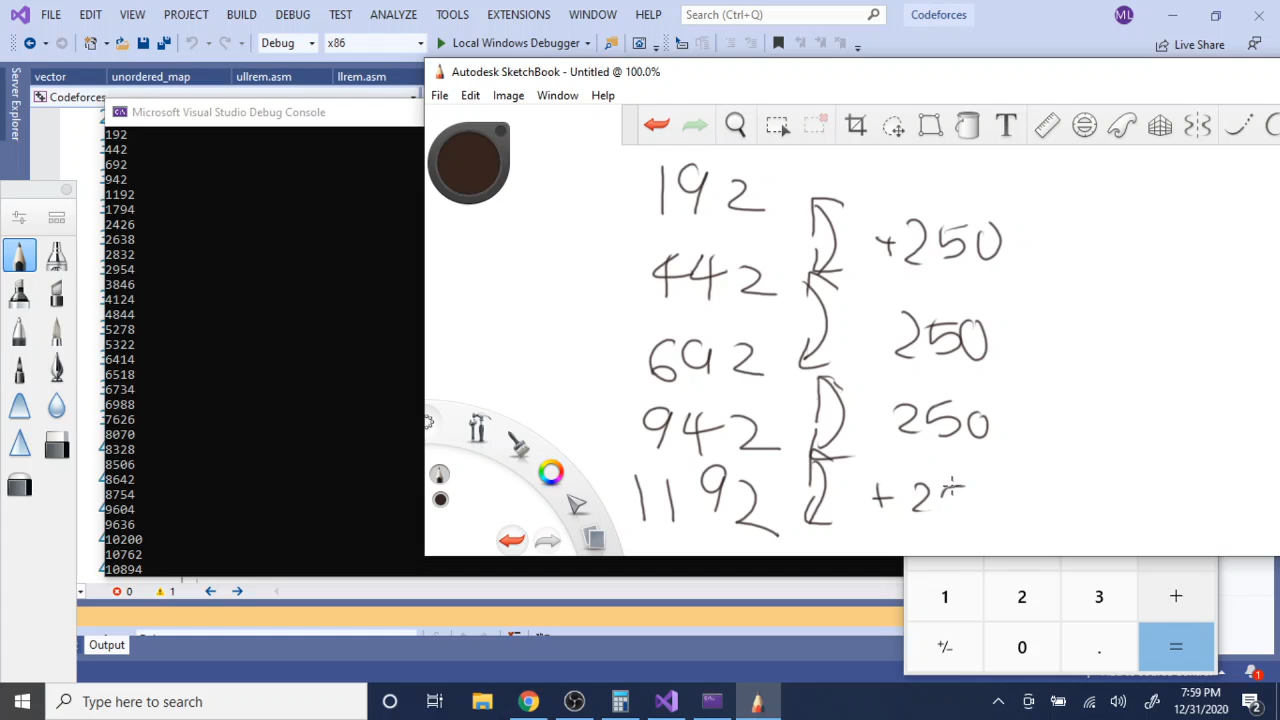 FILE EDIT VIEW PROJECT BUILD DEBUG TEST ANALYZE TOOLS EXTENSIONS WINDOW HELP Search (Ctrl+Q) Codeforces ML
Debug x86 Local Windows Debugger Live Share
vector unordered_map ullrem.asm llrem.asm
Server Explorer
Codeforces
Microsoft Visual Studio Debug Console
192
442
692
942
1192
1794
2426
2638
2832
2954
3846
4124
4844
5278
5322
6414
6518
6734
6988
7626
8070
8328
8506
8642
8754
9604
9636
10200
10762
10894
Autodesk SketchBook - Untitled @ 100.0%
File Edit Image Window Help
T
192
+250
442
250
692
250
942
1192 + 2
1 2 3 +
+/- 0 . =
0 1
Output
Type here to search
7:59 PM
12/31/2020
2